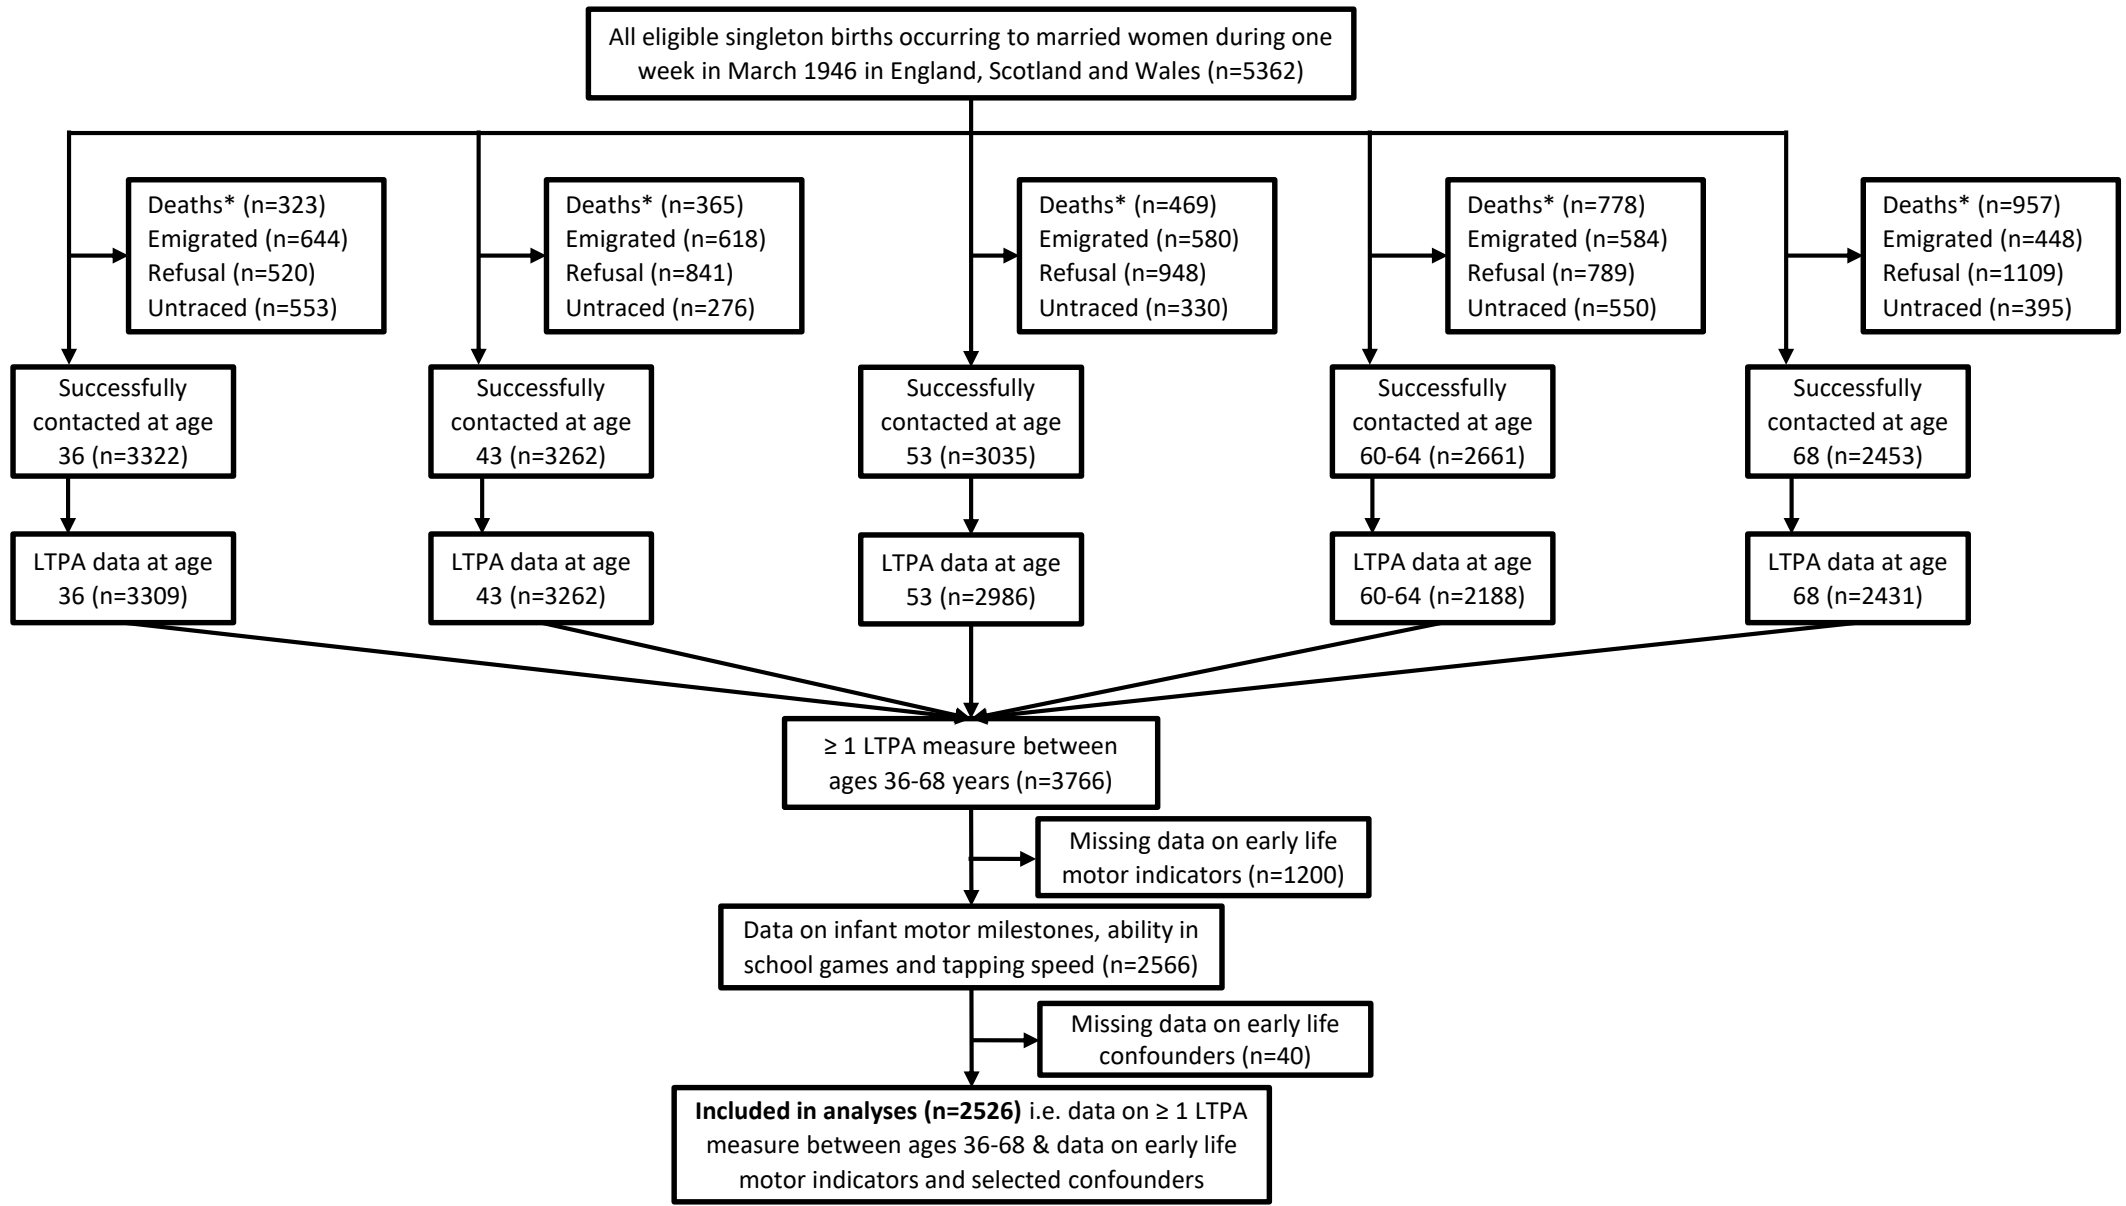 All eligible singleton births occurring to married women during one
week in March 1946 in England, Scotland and Wales (n=5362)
Deaths* (n=323)
Emigrated (n=644)
Refusal (n=520)
Untraced (n=553)
Deaths* (n=365)
Emigrated (n=618)
Refusal (n=841)
Untraced (n=276)
Deaths* (n=469)
Emigrated (n=580)
Refusal (n=948)
Untraced (n=330)
Deaths* (n=778)
Emigrated (n=584)
Refusal (n=789)
Untraced (n=550)
Deaths* (n=957)
Emigrated (n=448)
Refusal (n=1109)
Untraced (n=395)
Successfully
contacted at age
36 (n=3322)
Successfully
contacted at age
43 (n=3262)
Successfully
contacted at age
53 (n=3035)
Successfully
contacted at age
60-64 (n=2661)
Successfully
contacted at age
68 (n=2453)
LTPA data at age
36 (n=3309)
LTPA data at age
43 (n=3262)
LTPA data at age
53 (n=2986)
LTPA data at age
60-64 (n=2188)
LTPA data at age
68 (n=2431)
≥ 1 LTPA measure between
ages 36-68 years (n=3766)
Missing data on early life
motor indicators (n=1200)
Data on infant motor milestones, ability in
school games and tapping speed (n=2566)
Missing data on early life
confounders (n=40)
Included in analyses (n=2526) i.e. data on ≥ 1 LTPA
measure between ages 36-68 & data on early life
motor indicators and selected confounders